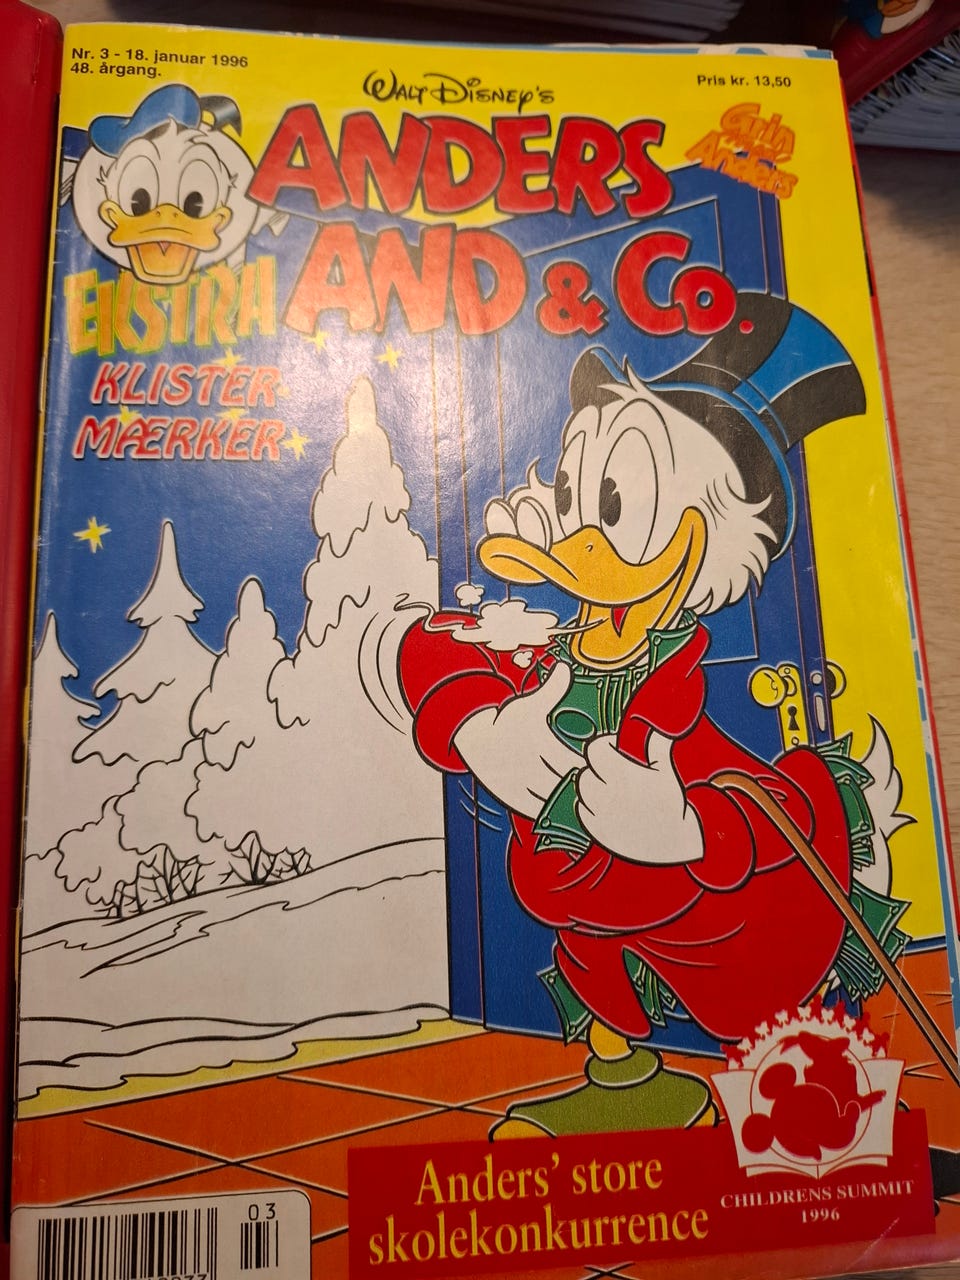 Nr. 3 - 18. januar 1996
48. årgang.
Pris kr. 13,50
WALT DISNEY'S
ANDERS
AND & Co.
Grin
med
Anders
EKSTRA
KLISTER-
MÆRKER
Anders' store
skolekonkurrence
CHILDRENS SUMMIT
1996
03